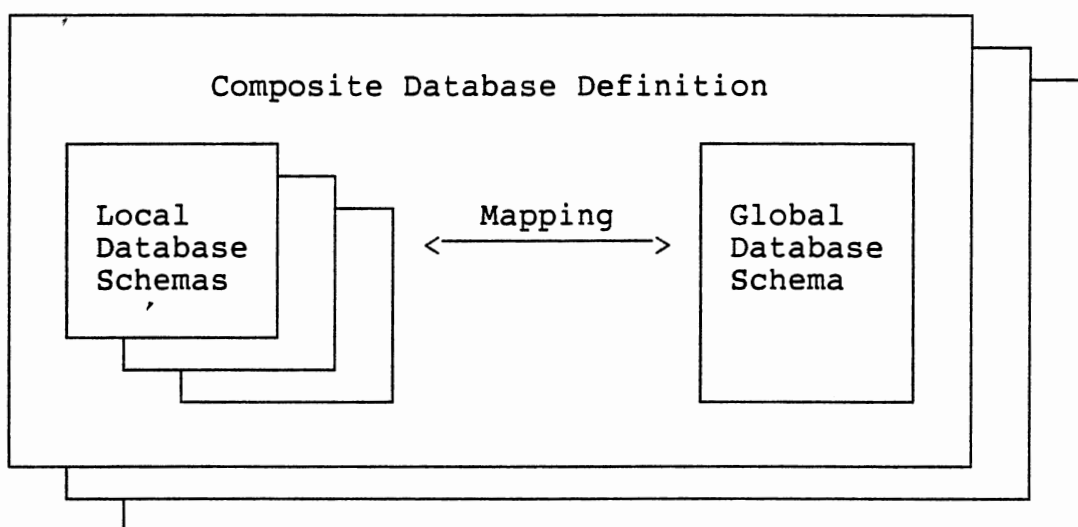 Composite Database Definition
Local
Database
Schemas
Mapping
<——————>
Global
Database
Schema